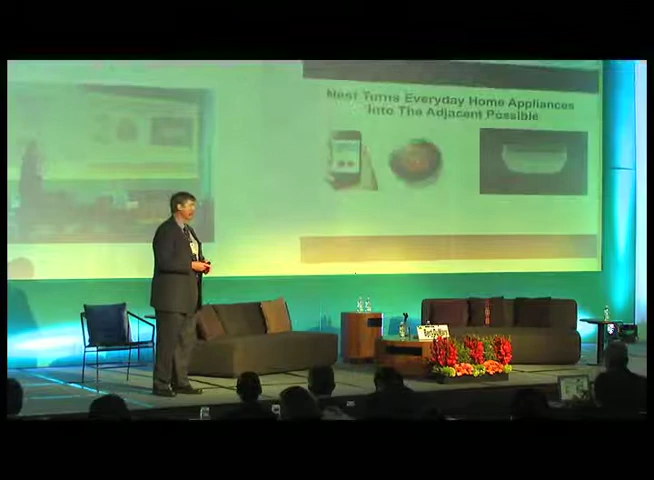 Nest Turns Everyday Home Appliances
Into The Adjacent Possible